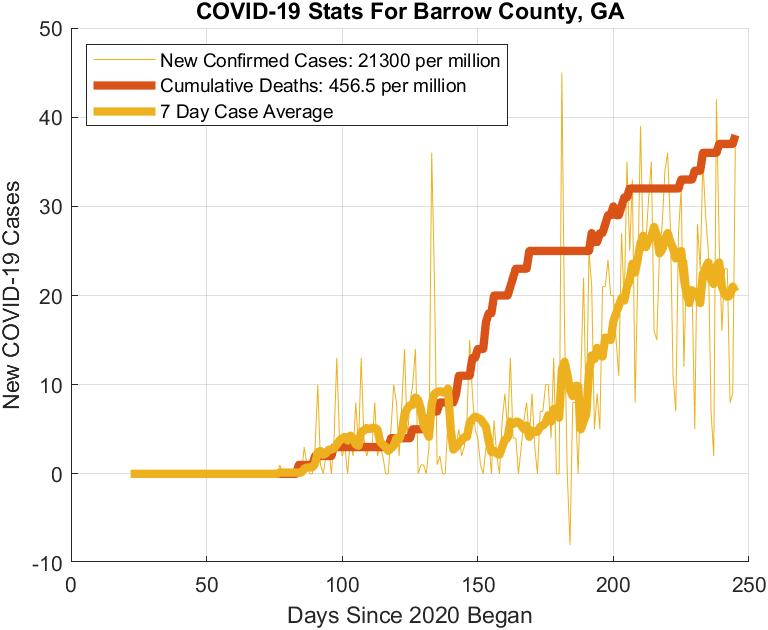 COVID-19 Stats For Barrow County, GA
New Confirmed Cases: 21300 per million
Cumulative Deaths: 456.5 per million
7 Day Case Average
New COVID-19 Cases
50
40
30
20
10
0
-10
0 50 100 150 200 250
Days Since 2020 Began